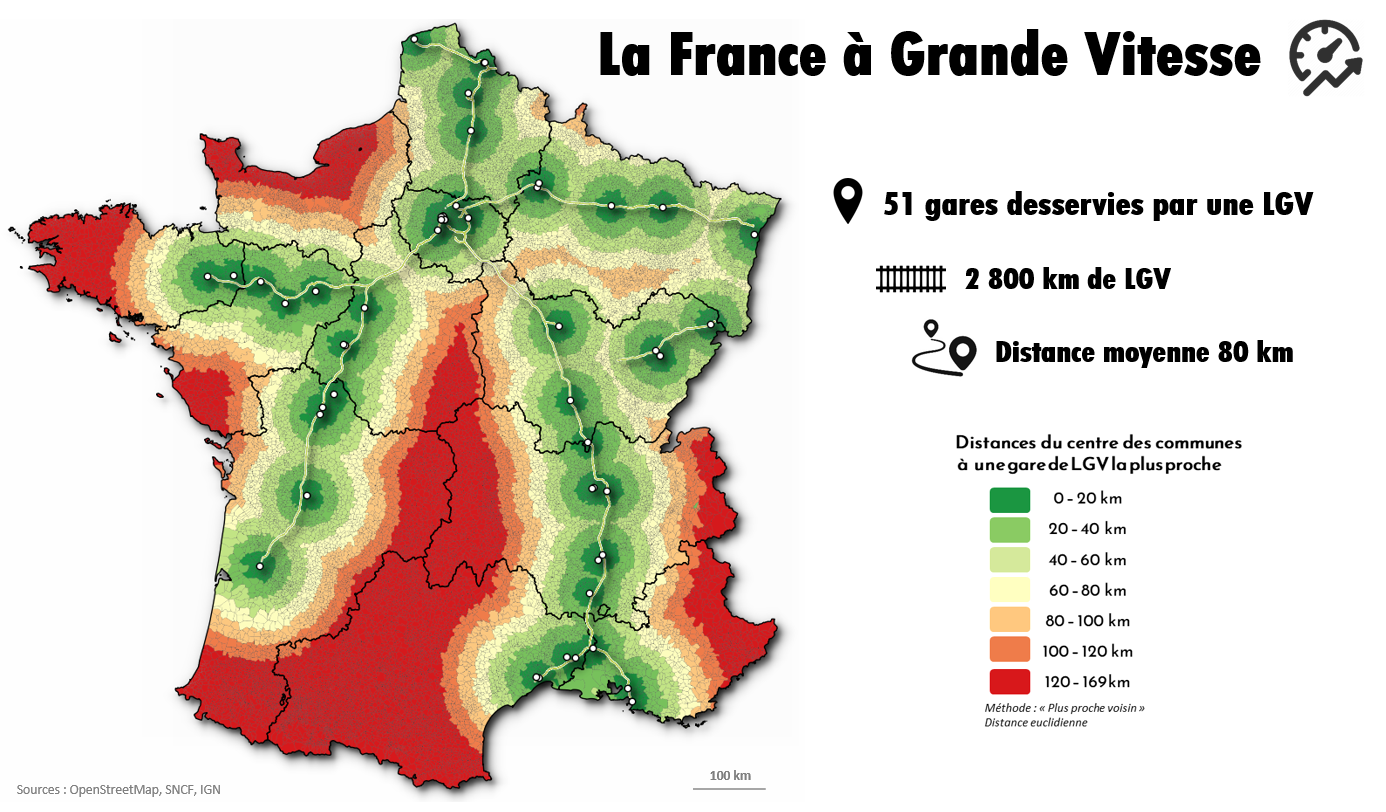 La France à Grande Vitesse
51 gares desservies par une LGV
2 800 km de LGV
Distance moyenne 80 km
Distances du centre des communes
à une gare de LGV la plus proche
0 - 20 km
20 - 40 km
40 - 60 km
60 - 80 km
80 - 100 km
100 - 120 km
120 - 169 km
Méthode : « Plus proche voisin »
Distance euclidienne
100 km
Sources : OpenStreetMap, SNCF, IGN